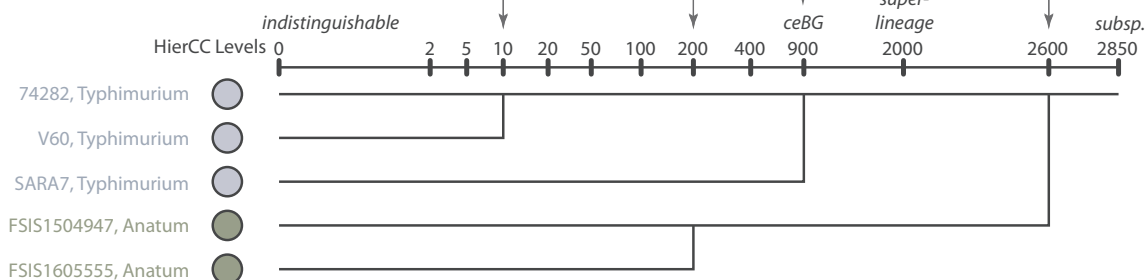 super-
indistinguishable ceBG lineage subsp.
HierCC Levels 0 2 5 10 20 50 100 200 400 900 2000 2600 2850
74282, Typhimurium
V60, Typhimurium
SARA7, Typhimurium
FSIS1504947, Anatum
FSIS1605555, Anatum